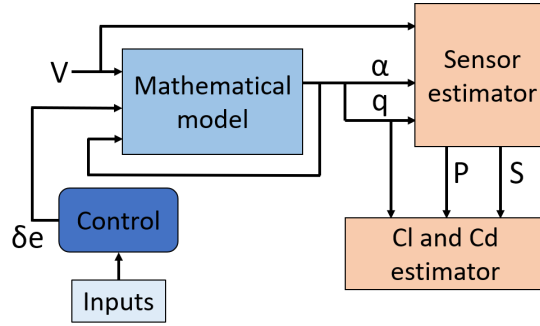 V
Mathematical
model
α
q
Sensor
estimator
P
S
δe
Control
Inputs
Cl and Cd
estimator